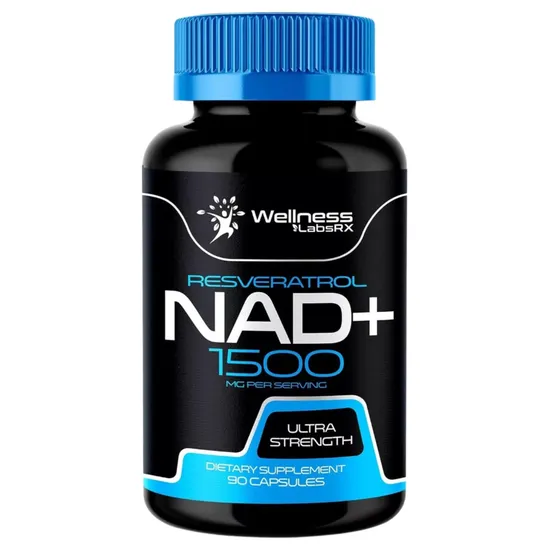 Wellness
LabsRX
RESVERATROL
NAD+
1500
MG PER SERVING
ULTRA
STRENGTH
DIETARY SUPPLEMENT
90 CAPSULES